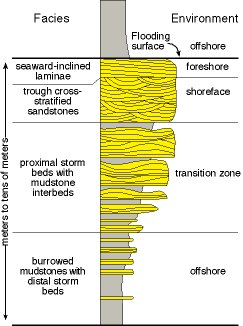 Facies
Environment
Flooding
surface
offshore
seaward-inclined
laminae
foreshore
trough cross-
stratified
sandstones
shoreface
proximal storm
beds with
mudstone
interbeds
transition zone
burrowed
mudstones with
distal storm
beds
offshore
meters to tens of meters